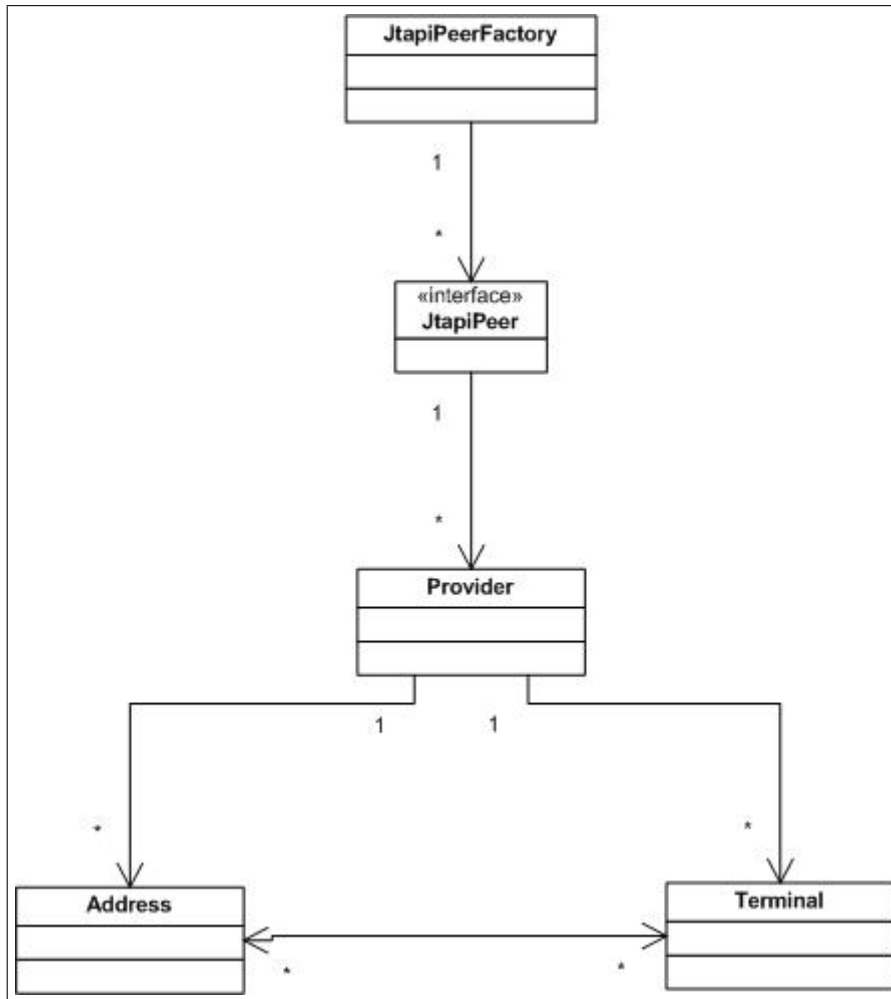 JtapiPeerFactory
1
*
«interface»
JtapiPeer
1
*
Provider
1 1
* *
Address Terminal
* *